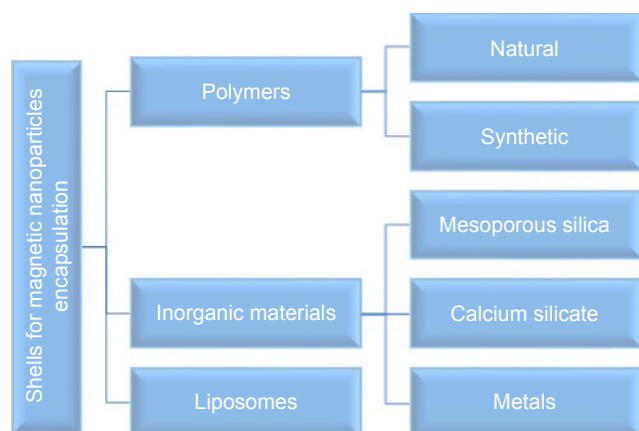 Shells for magnetic nanoparticles
encapsulation
Polymers
Natural
Synthetic
Inorganic materials
Mesoporous silica
Calcium silicate
Metals
Liposomes